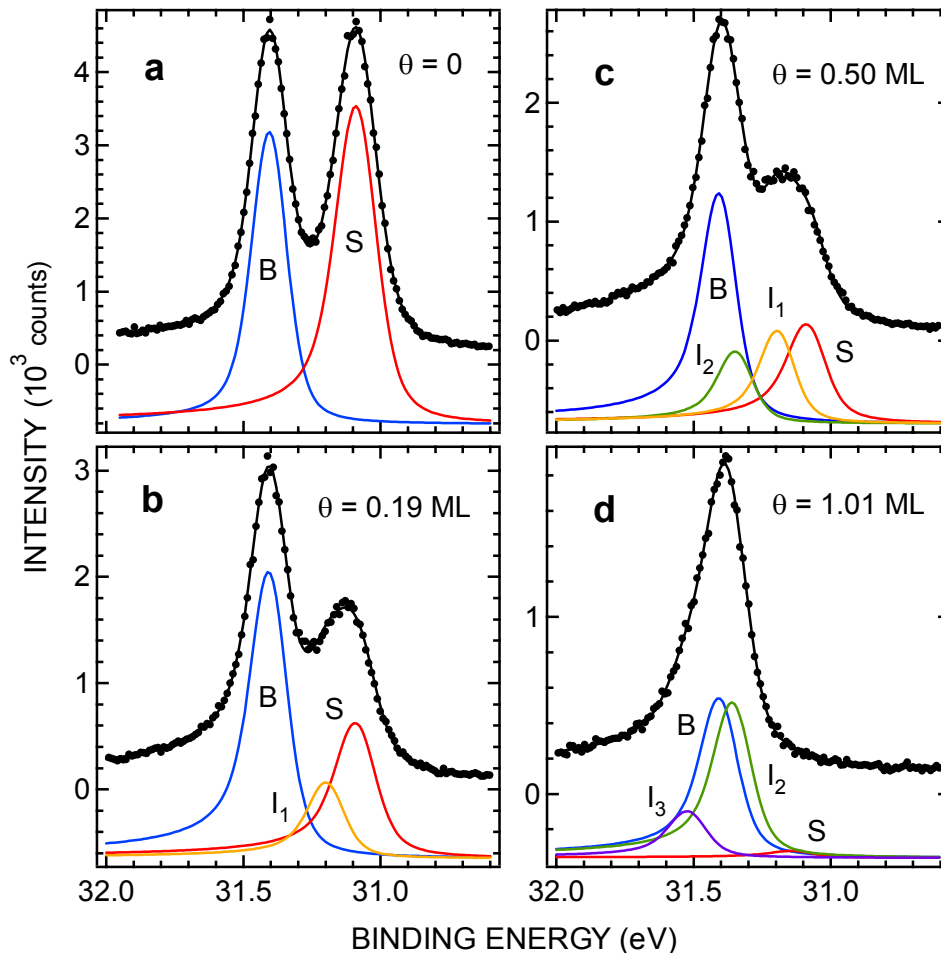 INTENSITY (10³ counts)
a
θ = 0
B
S
4
3
2
1
0
c
θ = 0.50 ML
B
I₁
I₂
S
2
1
0
b
θ = 0.19 ML
B
S
I₁
3
2
1
0
32.0 31.5 31.0
d
θ = 1.01 ML
B
I₂
I₃
S
1
0
32.0 31.5 31.0
BINDING ENERGY (eV)